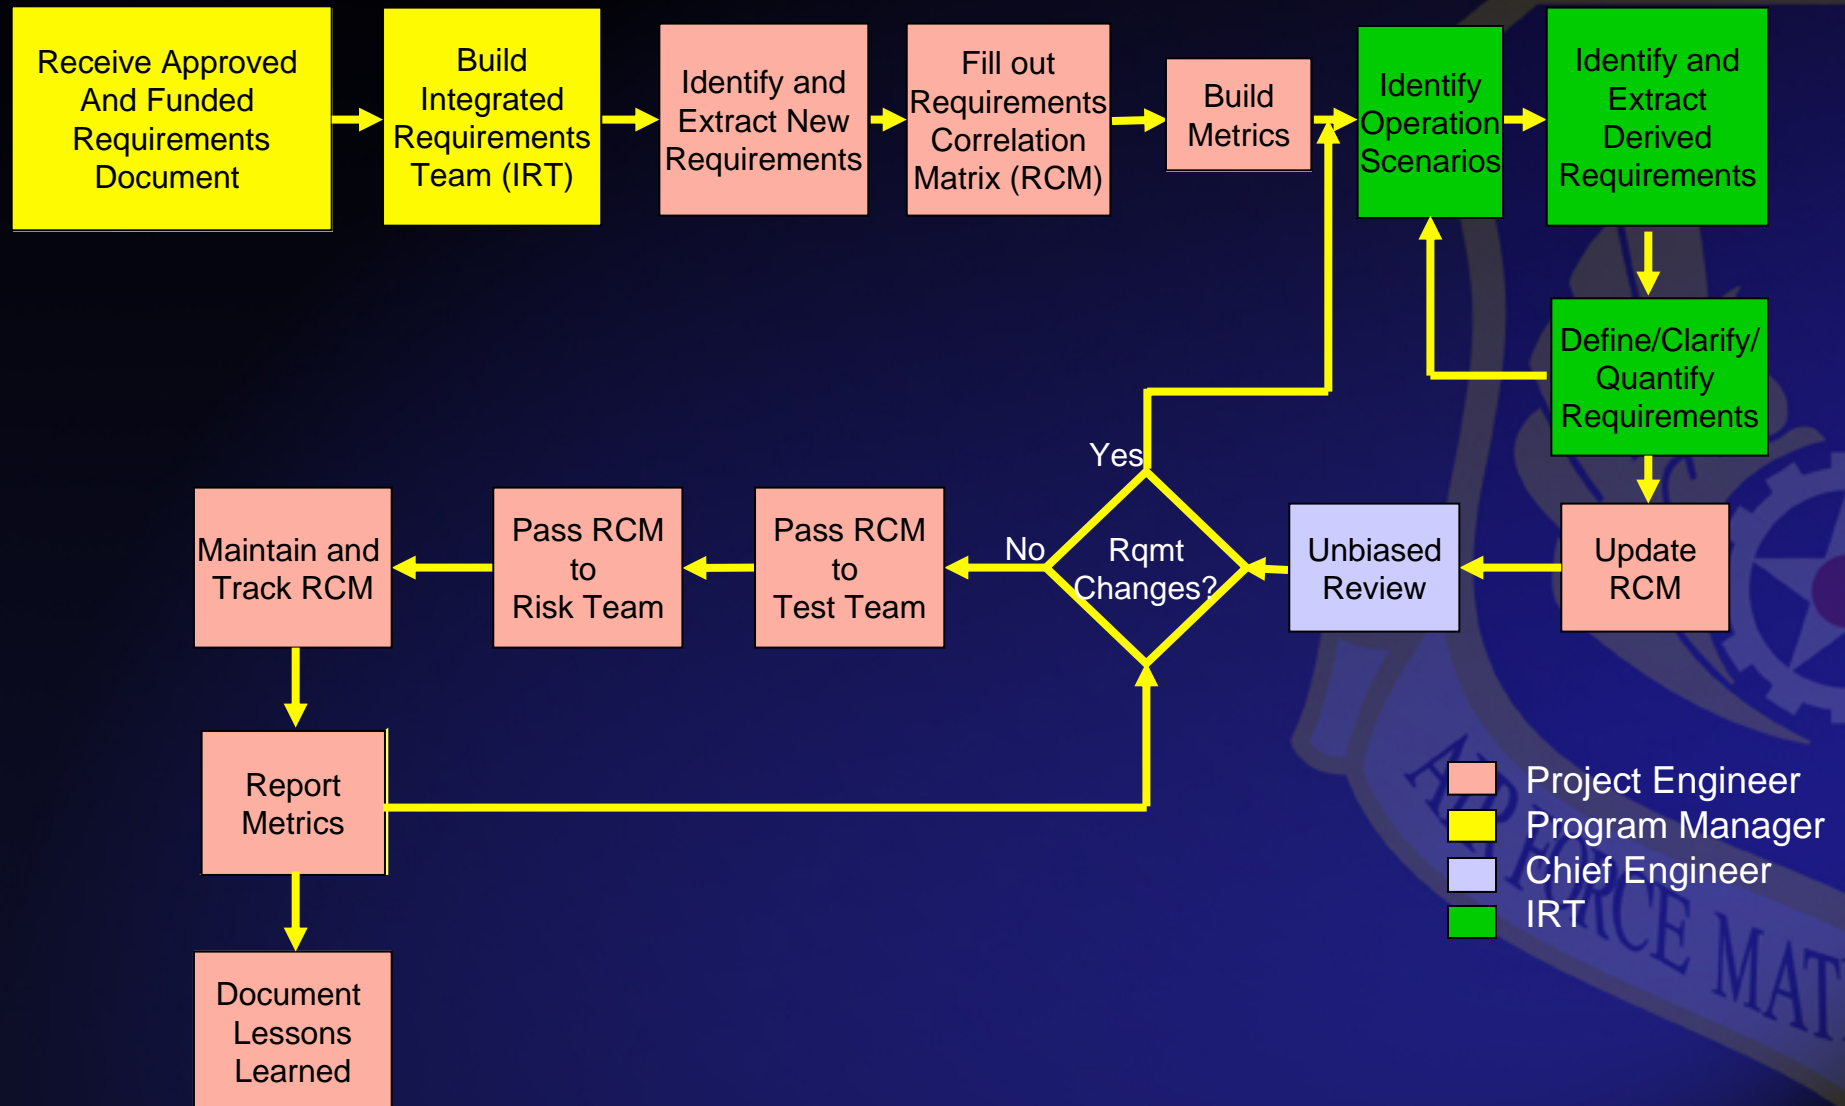 Receive Approved
And Funded
Requirements
Document
Build
Integrated
Requirements
Team (IRT)
Identify and
Extract New
Requirements
Fill out
Requirements
Correlation
Matrix (RCM)
Build
Metrics
Identify
Operation
Scenarios
Identify and
Extract
Derived
Requirements
Define/Clarify/
Quantify
Requirements
Update
RCM
Unbiased
Review
Rqmt
Changes?
Yes
No
Pass RCM
to
Test Team
Pass RCM
to
Risk Team
Maintain and
Track RCM
Report
Metrics
Document
Lessons
Learned
Project Engineer
Program Manager
Chief Engineer
IRT
AIR FORCE MAT